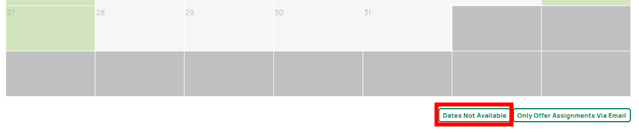 27 28 29 30 31
Dates Not Available Only Offer Assignments Via Email